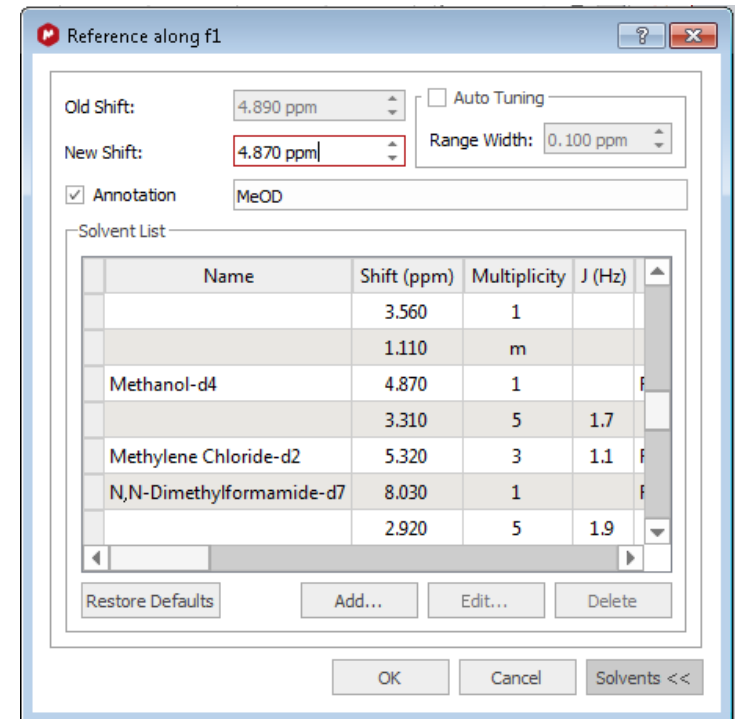 Reference along f1
Old Shift: 4.890 ppm Auto Tuning
New Shift: 4.870 ppm Range Width: 0.100 ppm
Annotation MeOD
Solvent List
Name Shift (ppm) Multiplicity J (Hz)
3.560 1
1.110 m
Methanol-d4 4.870 1
3.310 5 1.7
Methylene Chloride-d2 5.320 3 1.1
N,N-Dimethylformamide-d7 8.030 1
2.920 5 1.9
Restore Defaults Add... Edit... Delete
OK Cancel Solvents <<